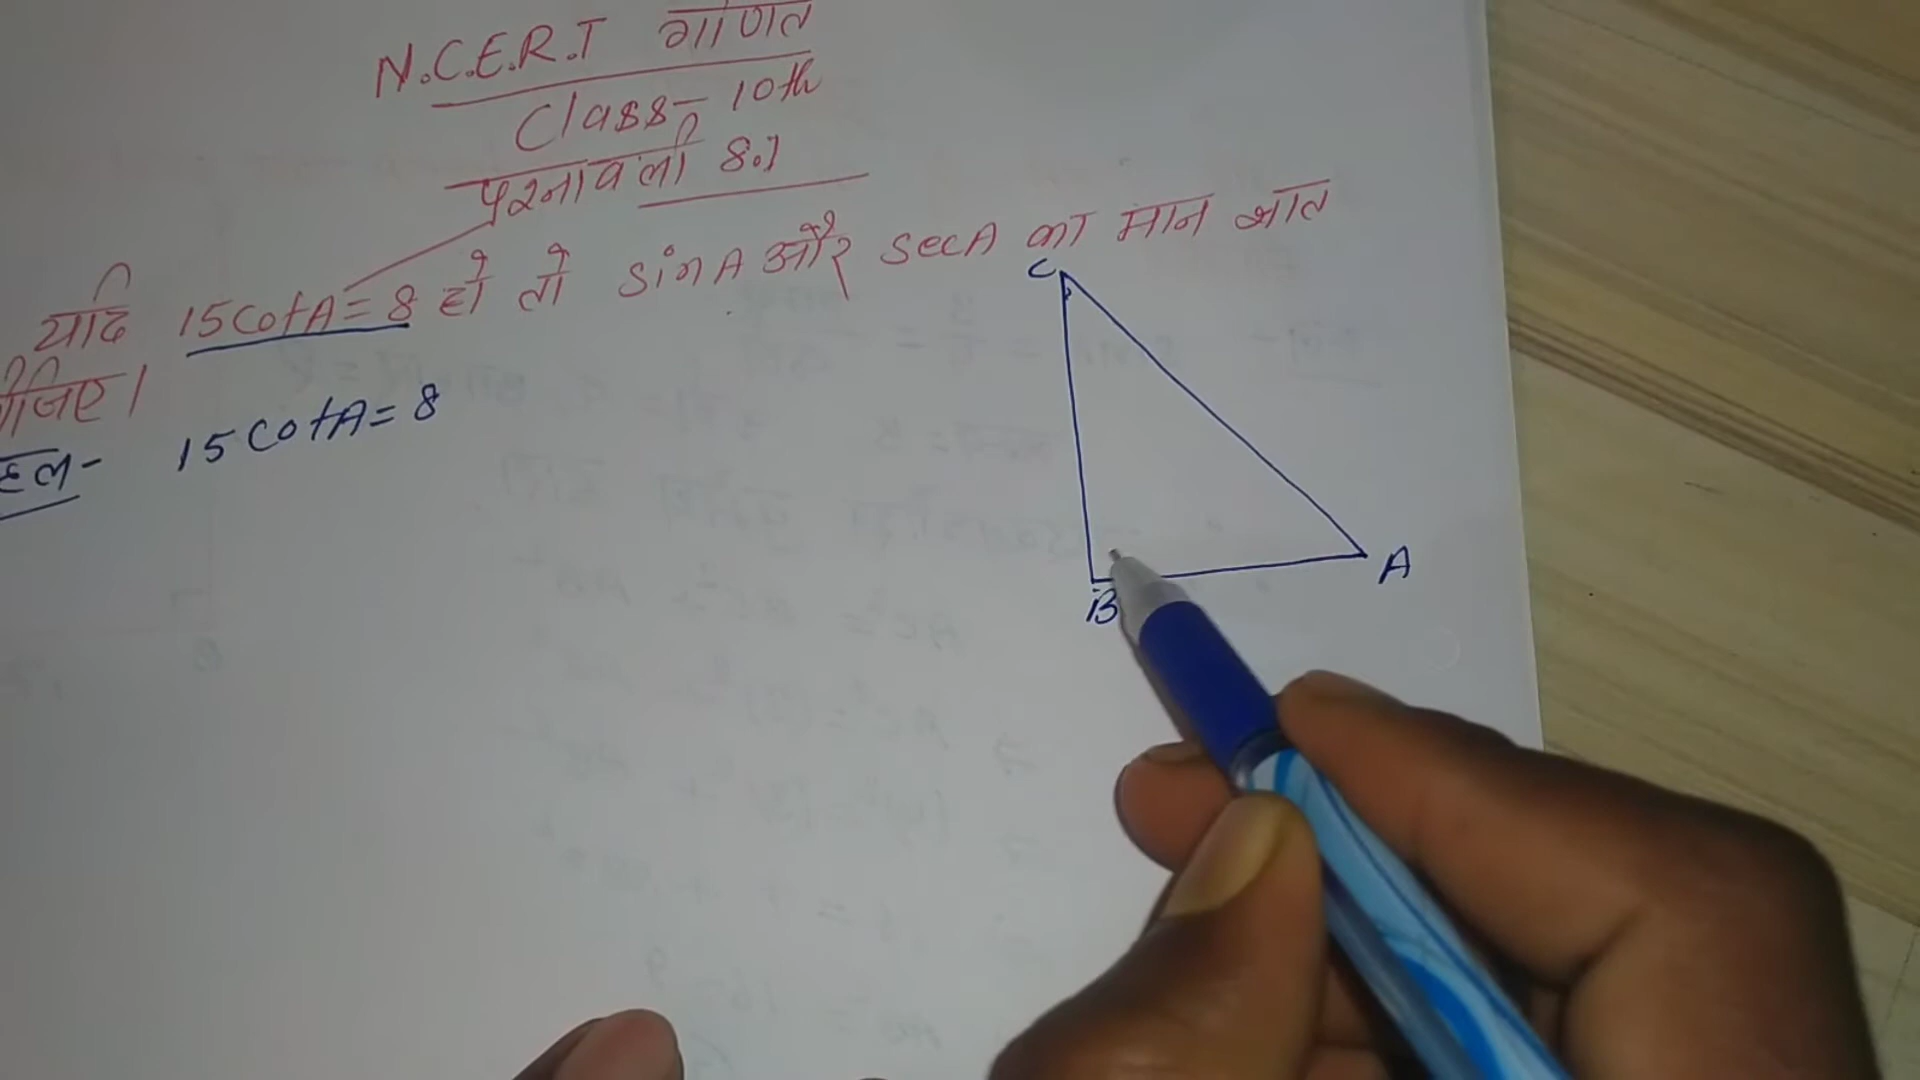 N.C.E.R.T गणित
Class- 10th
प्रश्नावली 8.1
यदि 15cotA=8 हो तो sinA और secA का मान ज्ञात
कीजिए।
हल- 15cotA=8
C
B
A